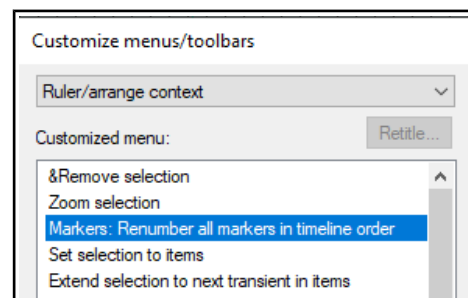 Customize menus/toolbars
Ruler/arrange context
Customized menu:
Retitle...
&Remove selection
Zoom selection
Markers: Renumber all markers in timeline order
Set selection to items
Extend selection to next transient in items